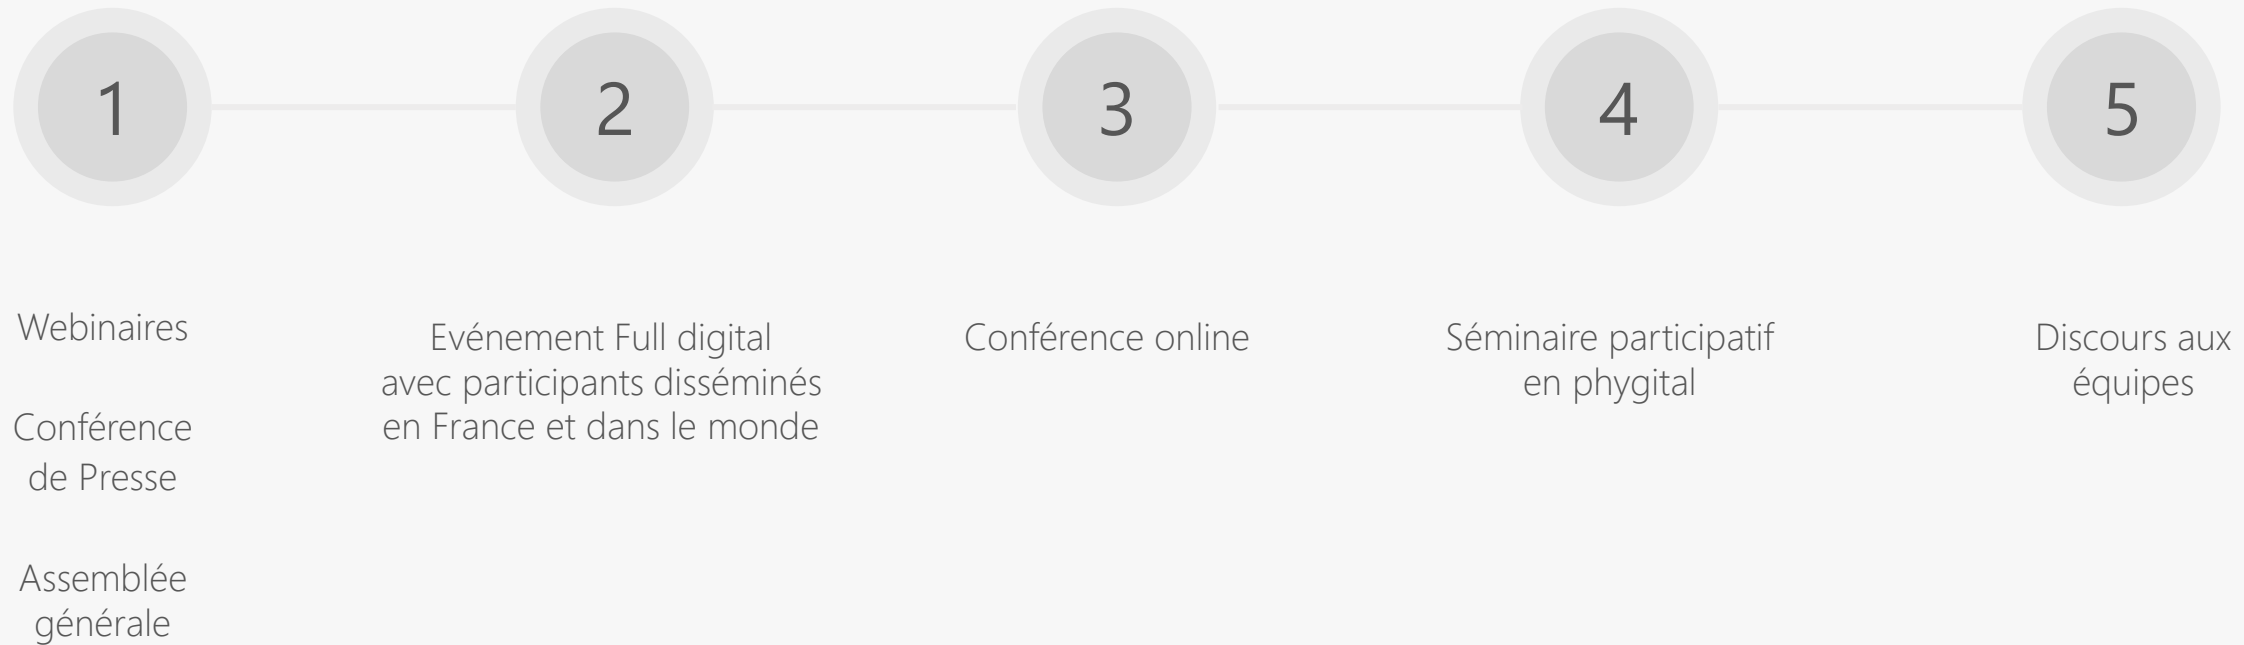 1
2
3
4
5
Webinaires
Conférence
de Presse
Assemblée
générale
Evénement Full digital
avec participants disséminés
en France et dans le monde
Conférence online
Séminaire participatif
en phygital
Discours aux
équipes